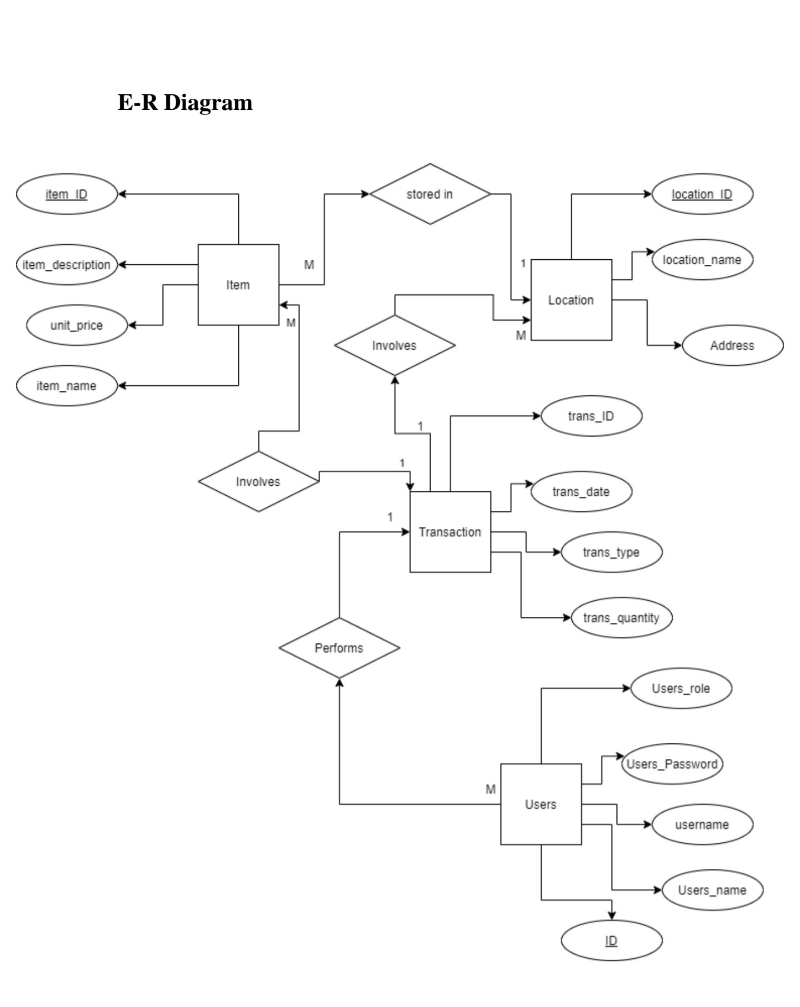 E-R Diagram
item_ID
stored in
location_ID
item_description
M
1
location_name
Item
Location
unit_price
M
M
Involves
Address
item_name
1
trans_ID
1
Involves
trans_date
1
Transaction
trans_type
trans_quantity
Performs
Users_role
Users_Password
M
Users
username
Users_name
ID